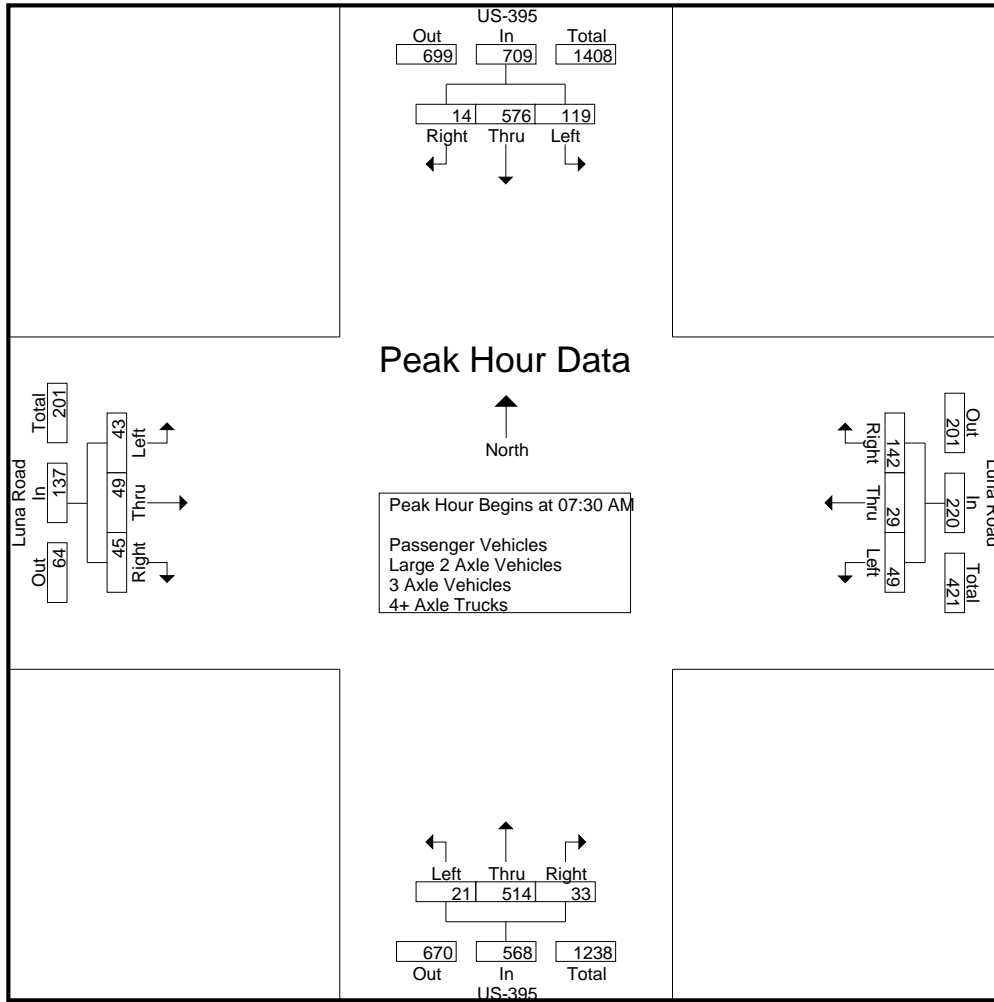 US-395
Out In Total
699 709 1408
14 576 119
Right Thru Left
Peak Hour Data
North
Luna Road
Total In Out
201 137 64
43 49 45
Left Thru Right
Peak Hour Begins at 07:30 AM
Passenger Vehicles
Large 2 Axle Vehicles
3 Axle Vehicles
4+ Axle Trucks
Right Thru Left
142 29 49
Out In Total
201 220 421
Luna Road
Left Thru Right
21 514 33
670 568 1238
Out In Total
US-395